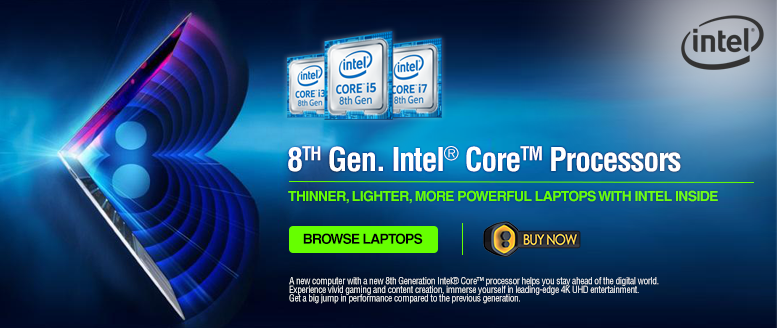 intel
intel
CORE i3
8th Gen
intel
CORE i5
8th Gen
intel
CORE i7
8th Gen
8TH Gen. Intel® Core™ Processors
THINNER, LIGHTER, MORE POWERFUL LAPTOPS WITH INTEL INSIDE
BROWSE LAPTOPS
8
BUY NOW
A new computer with a new 8th Generation Intel® Core™ processor helps you stay ahead of the digital world.
Experience vivid gaming and content creation, immerse yourself in leading-edge 4K UHD entertainment.
Get a big jump in performance compared to the previous generation.